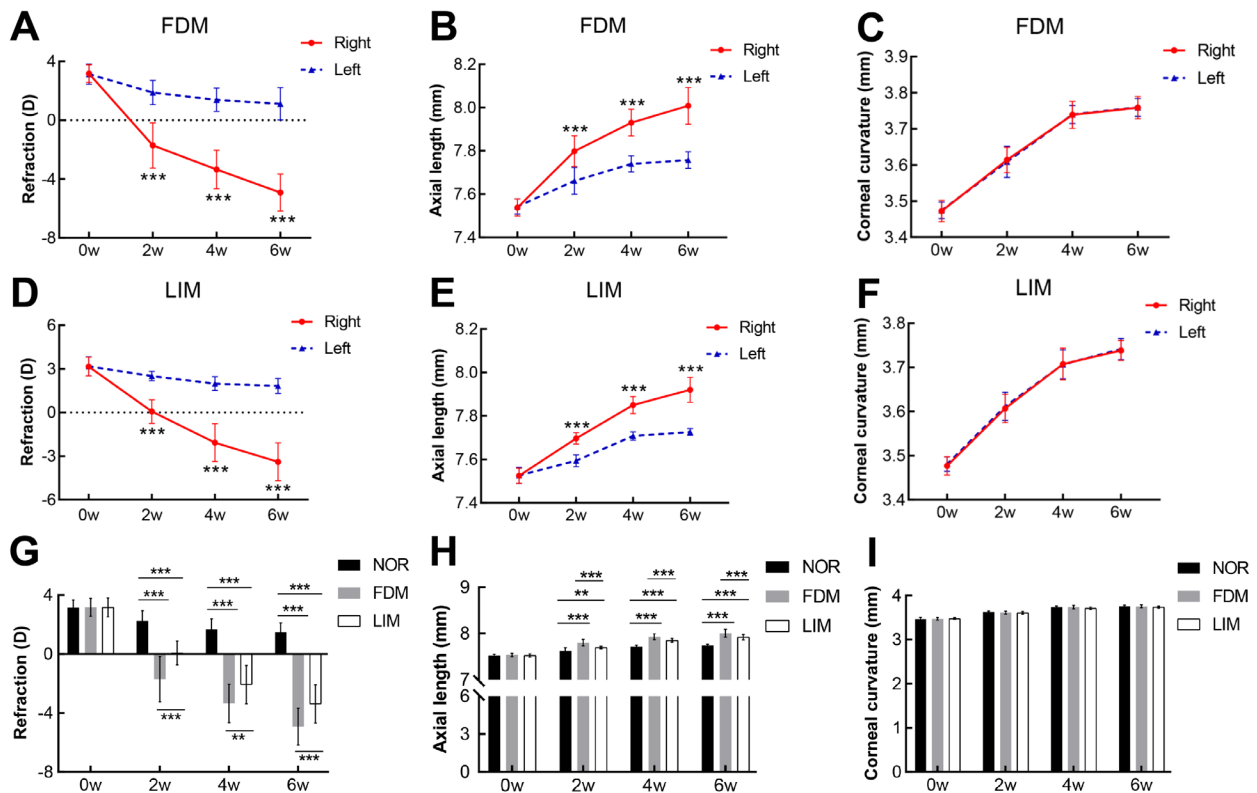 A
FDM
Right
Left
Refraction (D)
4
0
-4
-8
0w 2w 4w 6w
*** *** ***
B
FDM
Right
Left
Axial length (mm)
8.2
8.0
7.8
7.6
7.4
0w 2w 4w 6w
*** *** ***
C
FDM
Right
Left
Corneal curvature (mm)
3.9
3.8
3.7
3.6
3.5
3.4
0w 2w 4w 6w
D
LIM
Right
Left
Refraction (D)
6
3
0
-3
-6
0w 2w 4w 6w
*** *** ***
E
LIM
Right
Left
Axial length (mm)
8.2
8.0
7.8
7.6
7.4
0w 2w 4w 6w
*** *** ***
F
LIM
Right
Left
Corneal curvature (mm)
3.8
3.7
3.6
3.5
3.4
0w 2w 4w 6w
G
NOR
FDM
LIM
Refraction (D)
4
0
-4
-8
0w 2w 4w 6w
*** *** ***
*** *** ***
*** ** ***
H
NOR
FDM
LIM
Axial length (mm)
9
8
7
6
3
0
0w 2w 4w 6w
*** *** ***
** *** ***
*** *** ***
I
NOR
FDM
LIM
Corneal curvature (mm)
4
3
2
1
0
0w 2w 4w 6w